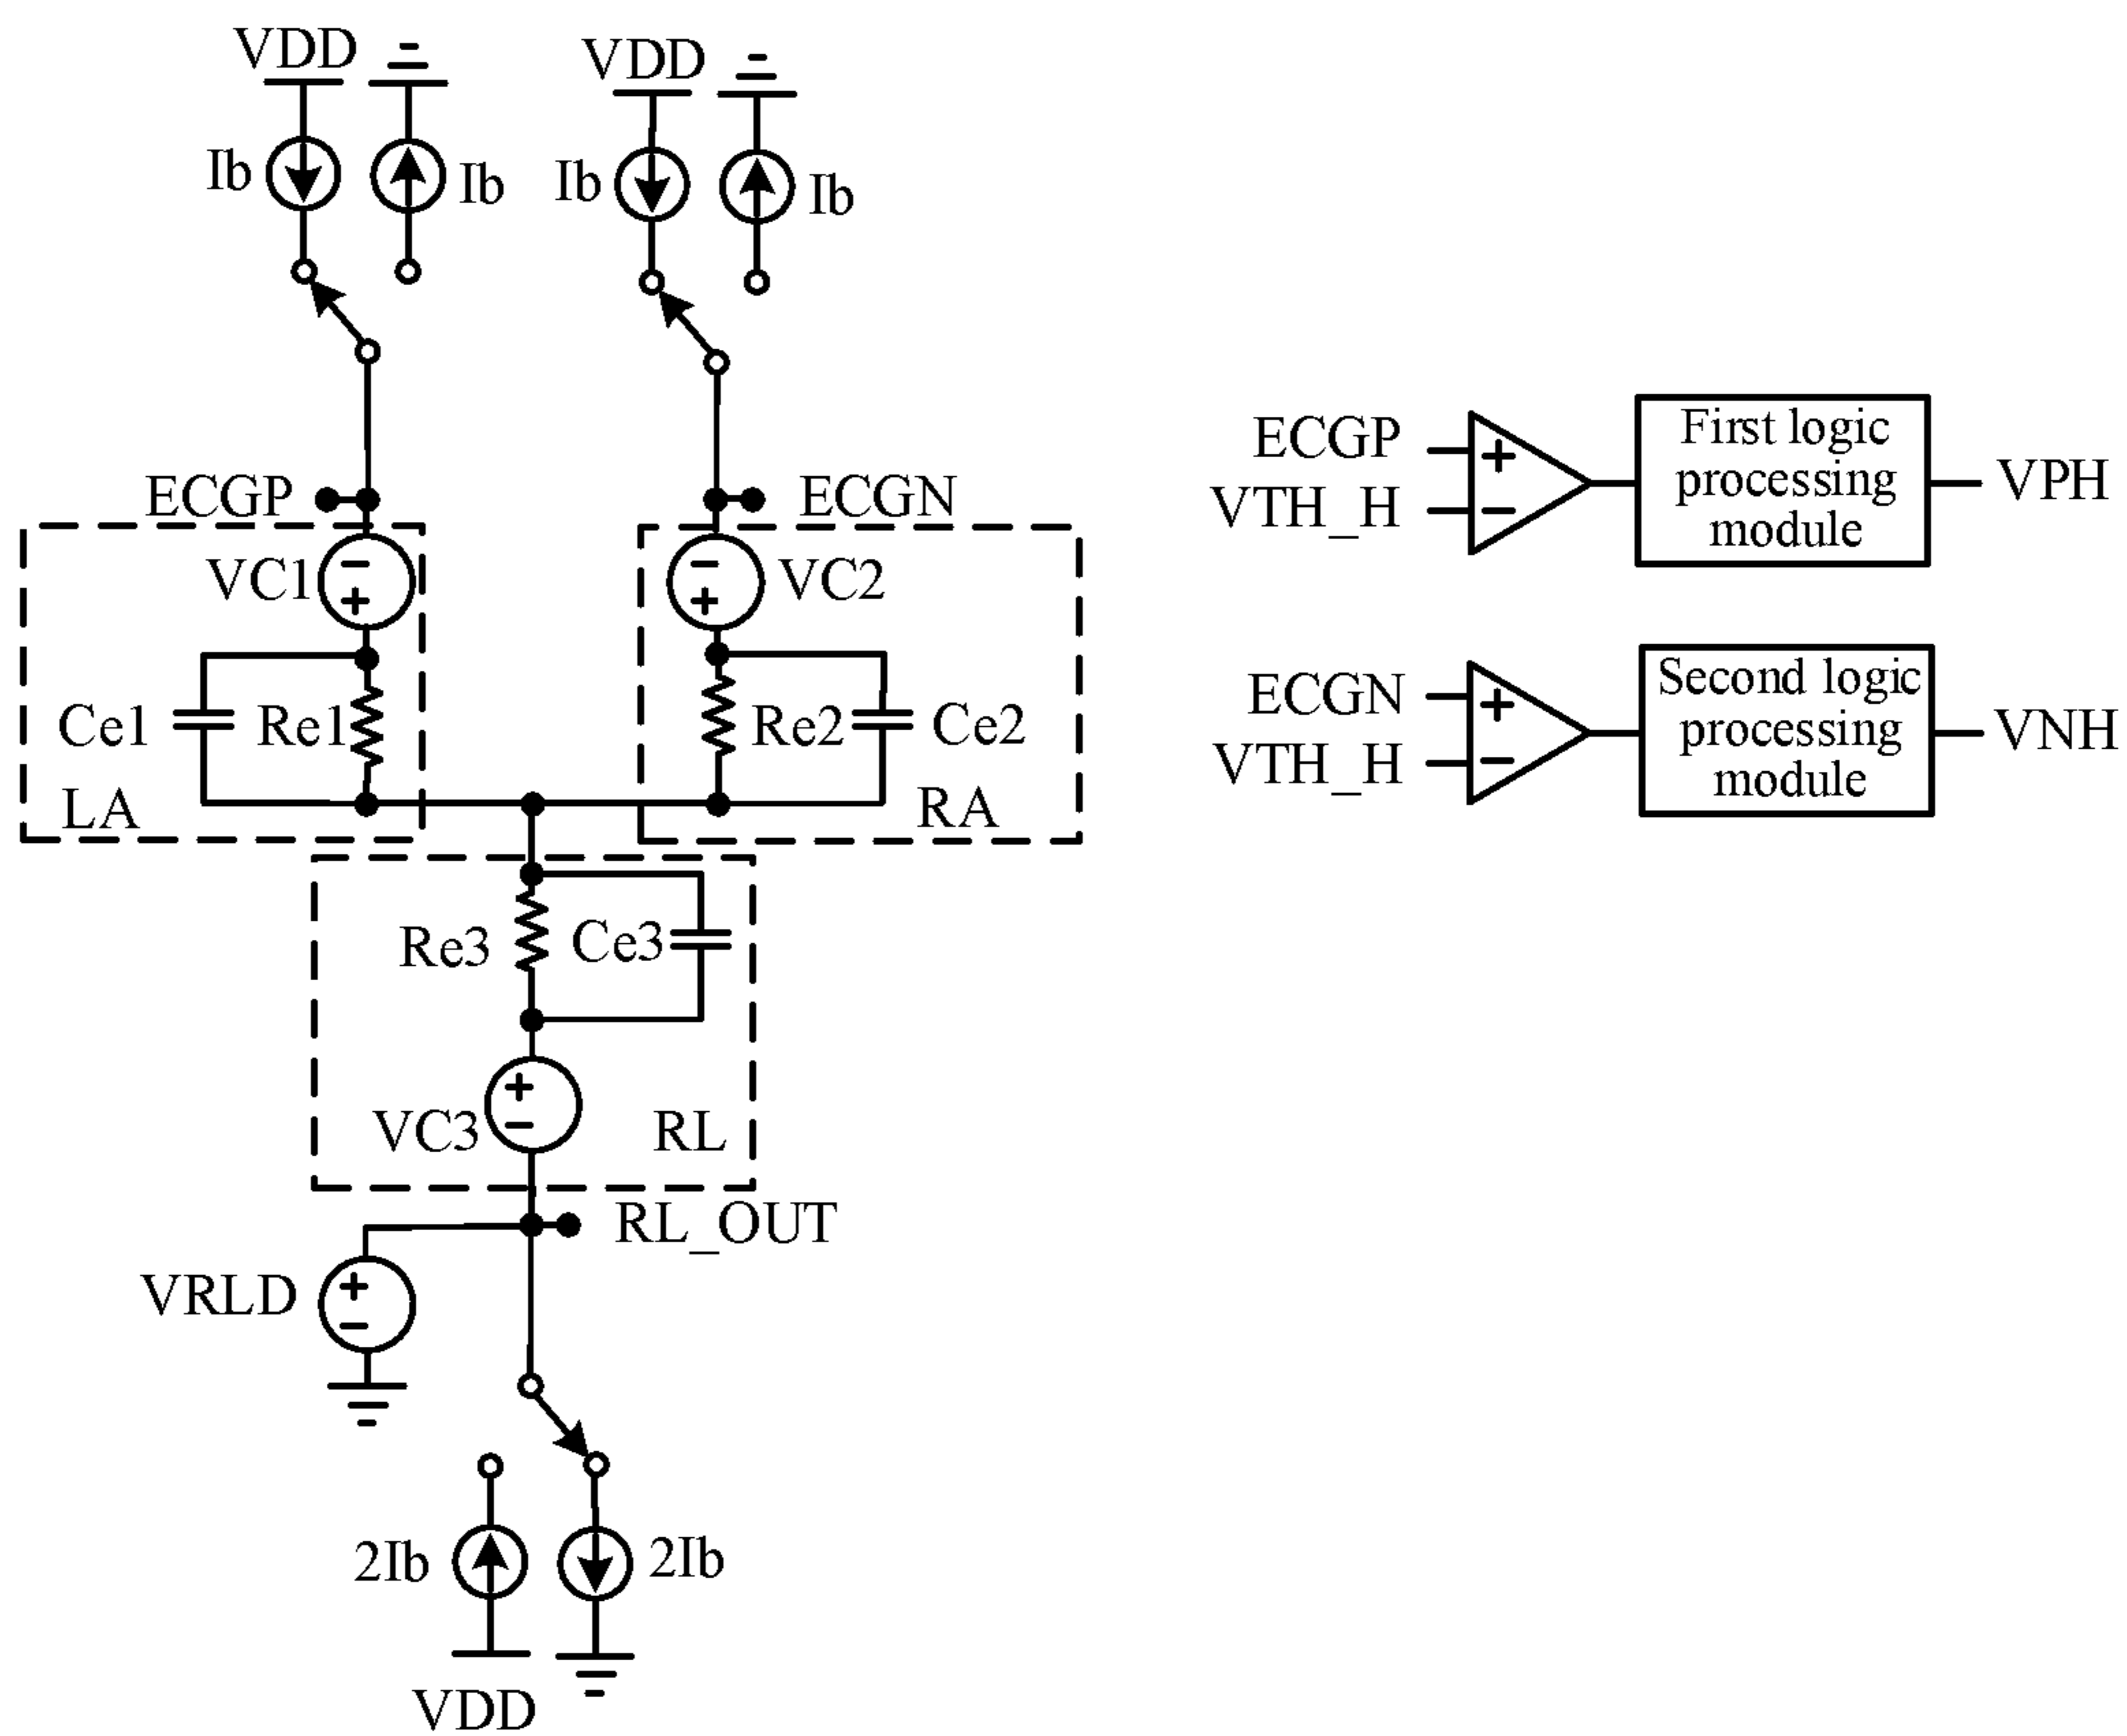 VDD
VDD
Ib
Ib
Ib
Ib
ECGP
ECGN
VC1
VC2
Ce1
Re1
Re2
Ce2
LA
RA
Re3
Ce3
VC3
RL
RL_OUT
VRLD
2Ib
2Ib
VDD
ECGP
VTH_H
First logic
processing
module
VPH
ECGN
VTH_H
Second logic
processing
module
VNH